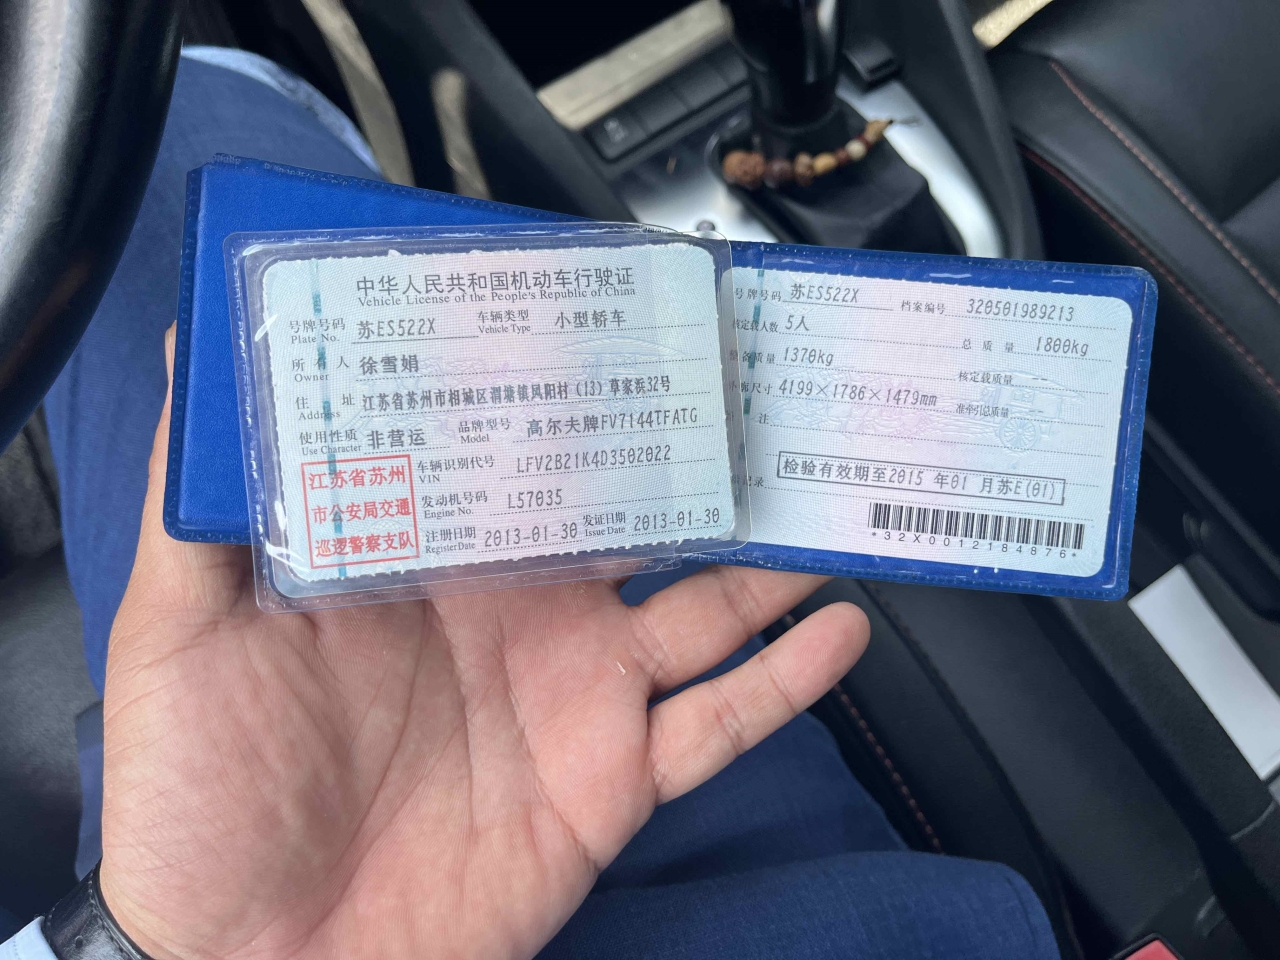 中华人民共和国机动车行驶证
Vehicle License of the People's Republic of China
号牌号码 苏ES522X 车辆类型 小型轿车
Plate No. Vehicle Type
所有人 徐雪娟
Owner
住址 江苏省苏州市相城区渭塘镇凤阳村(13)草家浜32号
Address
使用性质 非营运 品牌型号 高尔夫牌FV7144TFATG
Use Character Model
江苏省苏州
市公安局交通
巡逻警察支队
车辆识别代号 LFV2B21K4D3502022
VIN
发动机号码 L57035
Engine No.
注册日期 2013-01-30 发证日期 2013-01-30
Register Date Issue Date
号牌号码 苏ES522X 档案编号 320501989213
核定载人数 5人 总质量 1800kg
整备质量 1370kg 核定载质量 --
外廓尺寸 4199×1786×1479mm 准牵引总质量 --
注
检验有效期至2015年01月苏E(01)
记录
*32X0012184876*